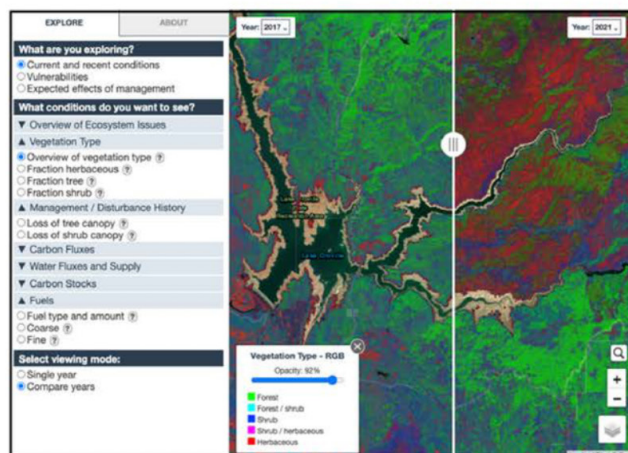 EXPLORE
ABOUT
What are you exploring?
Current and recent conditions
Vulnerabilities
Expected effects of management
What conditions do you want to see?
▼ Overview of Ecosystem Issues
▲ Vegetation Type
Overview of vegetation type ?
Fraction herbaceous ?
Fraction tree ?
Fraction shrub ?
▲ Management / Disturbance History
Loss of tree canopy ?
Loss of shrub canopy ?
▼ Carbon Fluxes
▼ Water Fluxes and Supply
▼ Carbon Stocks
▲ Fuels
Fuel type and amount ?
Coarse ?
Fine ?
Select viewing mode:
Single year
Compare years
Year: 2017
Year: 2021
Lake Oroville
Vegetation Type - RGB
Opacity: 92%
Forest
Forest / shrub
Shrub
Shrub / herbaceous
Herbaceous
+
−